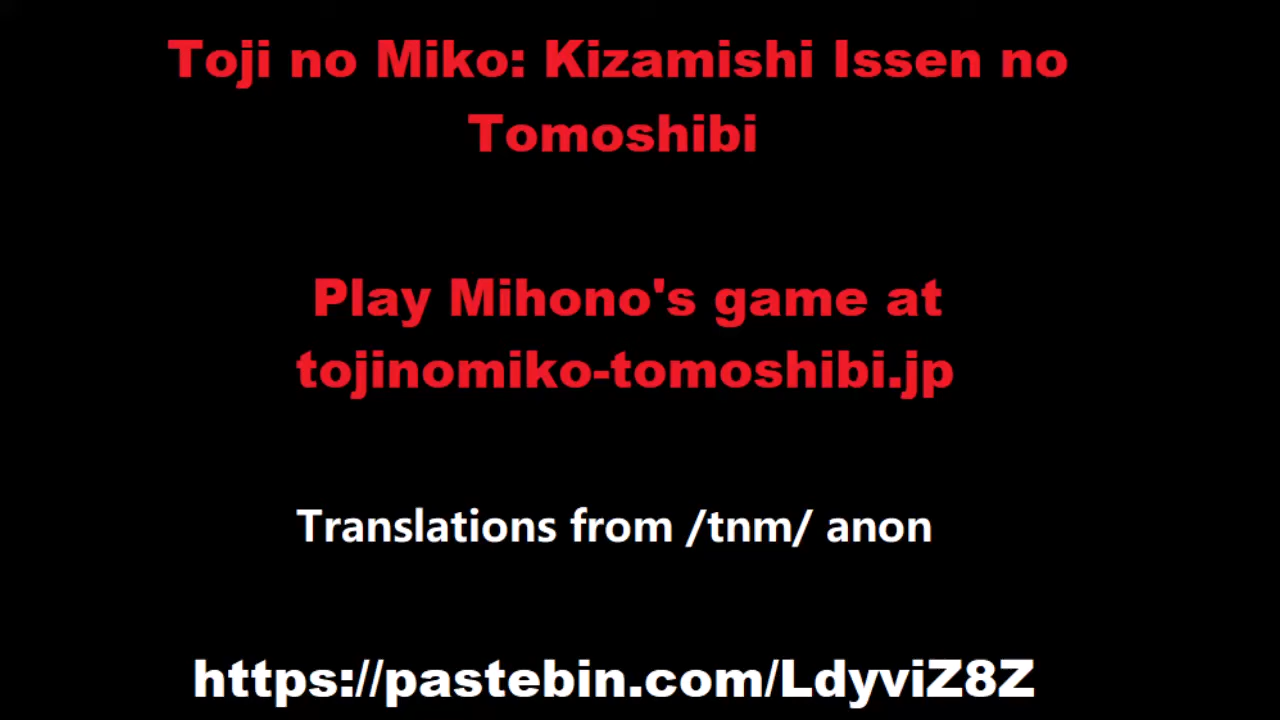 Toji no Miko: Kizamishi Issen no
Tomoshibi
Play Mihono's game at
tojinomiko-tomoshibi.jp
Translations from /tnm/ anon
https://pastebin.com/LdyviZ8Z